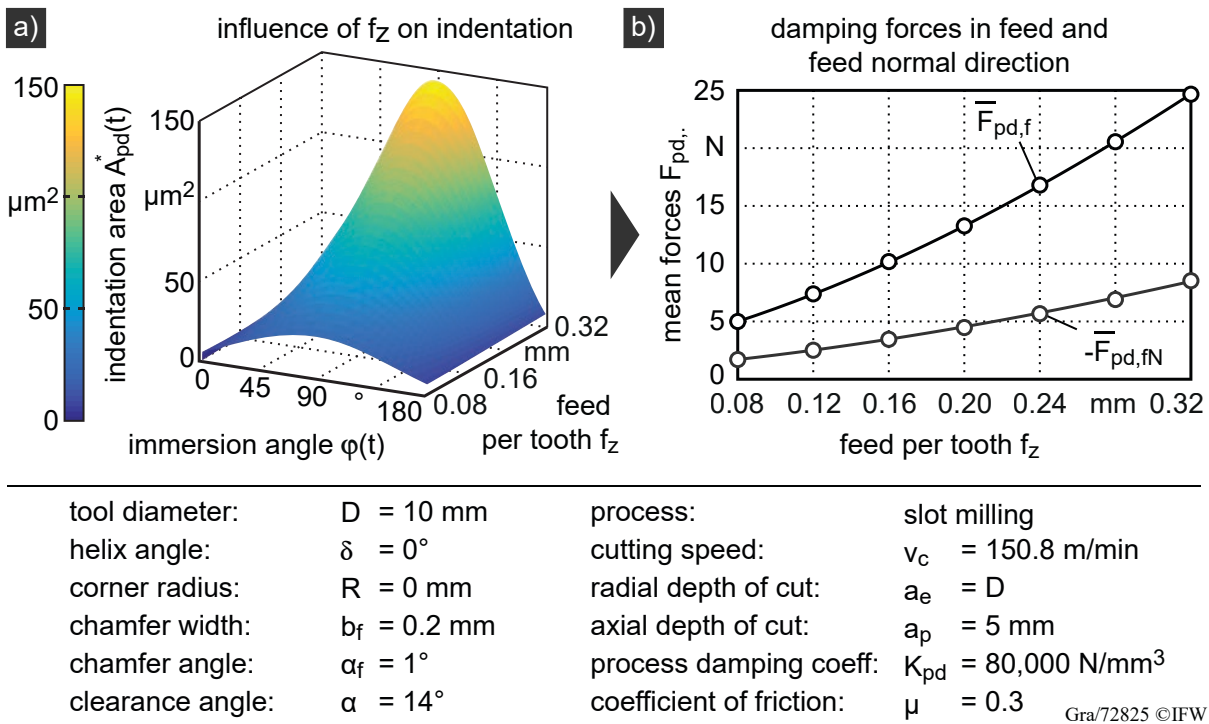 a)
influence of fz on indentation
150
μm²
50
0
indentation area A*pd(t)
150
μm²
50
0
0
45
90
°
180
immersion angle φ(t)
0.08
0.16
mm
0.32
feed
per tooth fz
b)
damping forces in feed and
feed normal direction
25
N
15
10
5
0
mean forces Fpd,.
F̅pd,f
-F̅pd,fN
0.08 0.12 0.16 0.20 0.24 mm 0.32
feed per tooth fz
tool diameter: D = 10 mm
helix angle: δ = 0°
corner radius: R = 0 mm
chamfer width: bf = 0.2 mm
chamfer angle: αf = 1°
clearance angle: α = 14°
process: slot milling
cutting speed: vc = 150.8 m/min
radial depth of cut: ae = D
axial depth of cut: ap = 5 mm
process damping coeff: Kpd = 80,000 N/mm³
coefficient of friction: μ = 0.3
Gra/72825 ©IFW